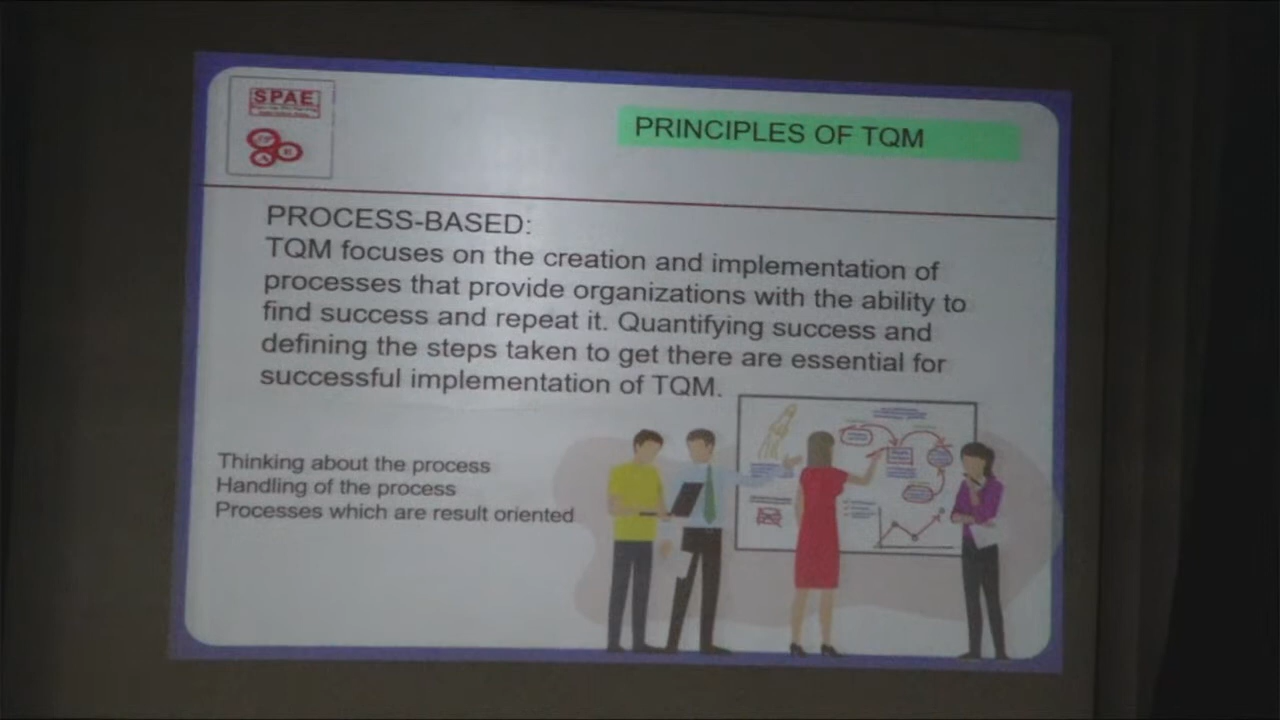 SPAE
PRINCIPLES OF TQM
PROCESS-BASED:
TQM focuses on the creation and implementation of
processes that provide organizations with the ability to
find success and repeat it. Quantifying success and
defining the steps taken to get there are essential for
successful implementation of TQM.
Thinking about the process
Handling of the process
Processes which are result oriented